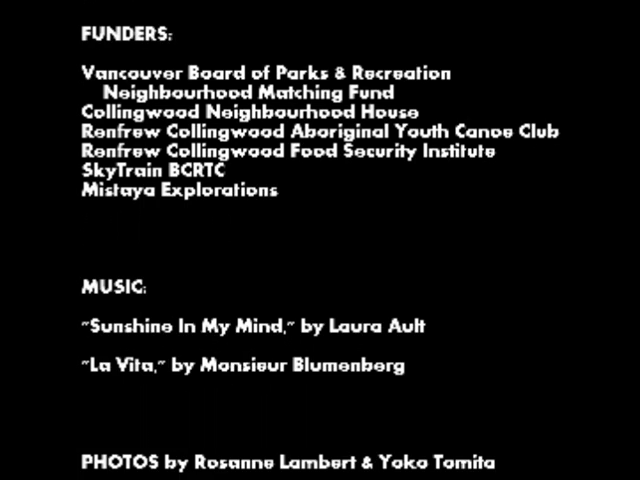 FUNDERS:
Vancouver Board of Parks & Recreation
Neighbourhood Matching Fund
Collingwood Neighbourhood House
Renfrew Collingwood Aboriginal Youth Canoe Club
Renfrew Collingwood Food Security Institute
SkyTrain BCRTC
Mistaya Explorations
MUSIC:
"Sunshine In My Mind," by Laura Ault
"La Vita," by Monsieur Blumenberg
PHOTOS by Rosanne Lambert & Yoko Tomita